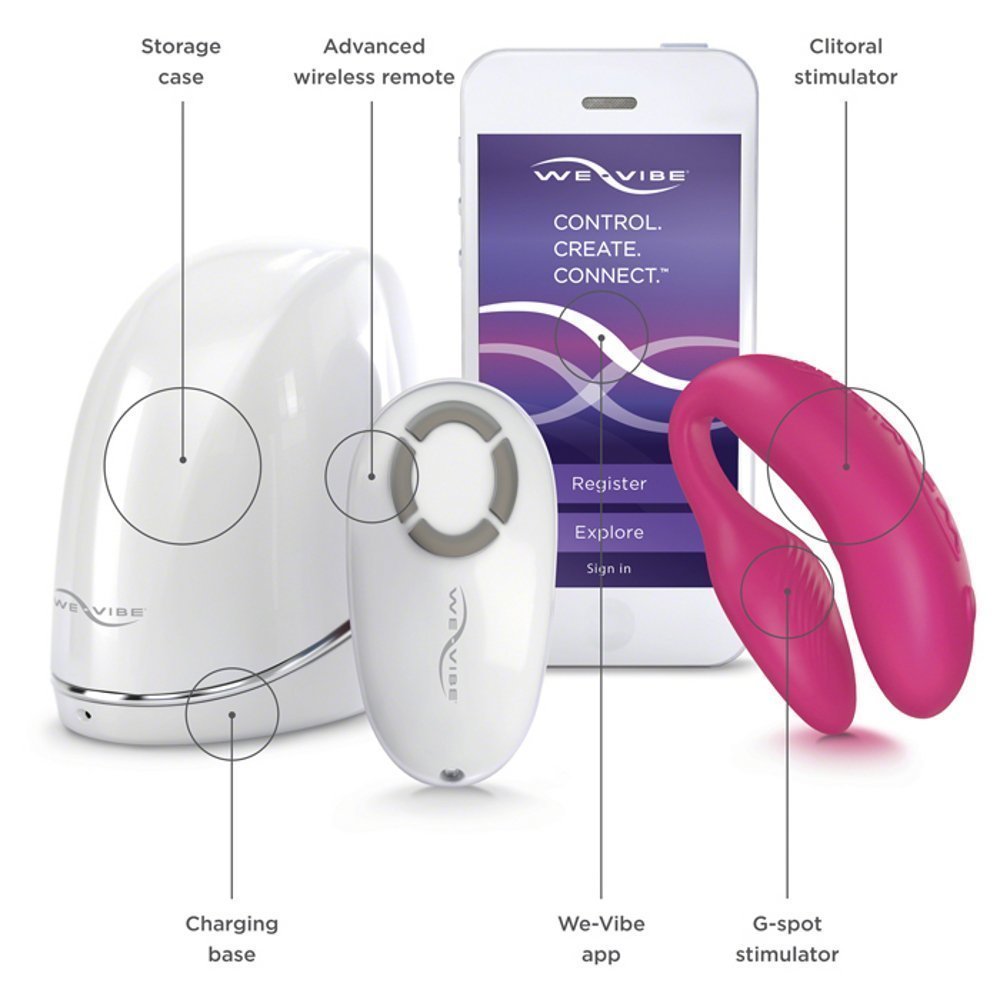 Storage
case
Advanced
wireless remote
Clitoral
stimulator
WE-VIBE®
CONTROL.
CREATE.
CONNECT.™
Register
Explore
Sign in
WE-VIBE
WE-VIBE
Charging
base
We-Vibe
app
G-spot
stimulator